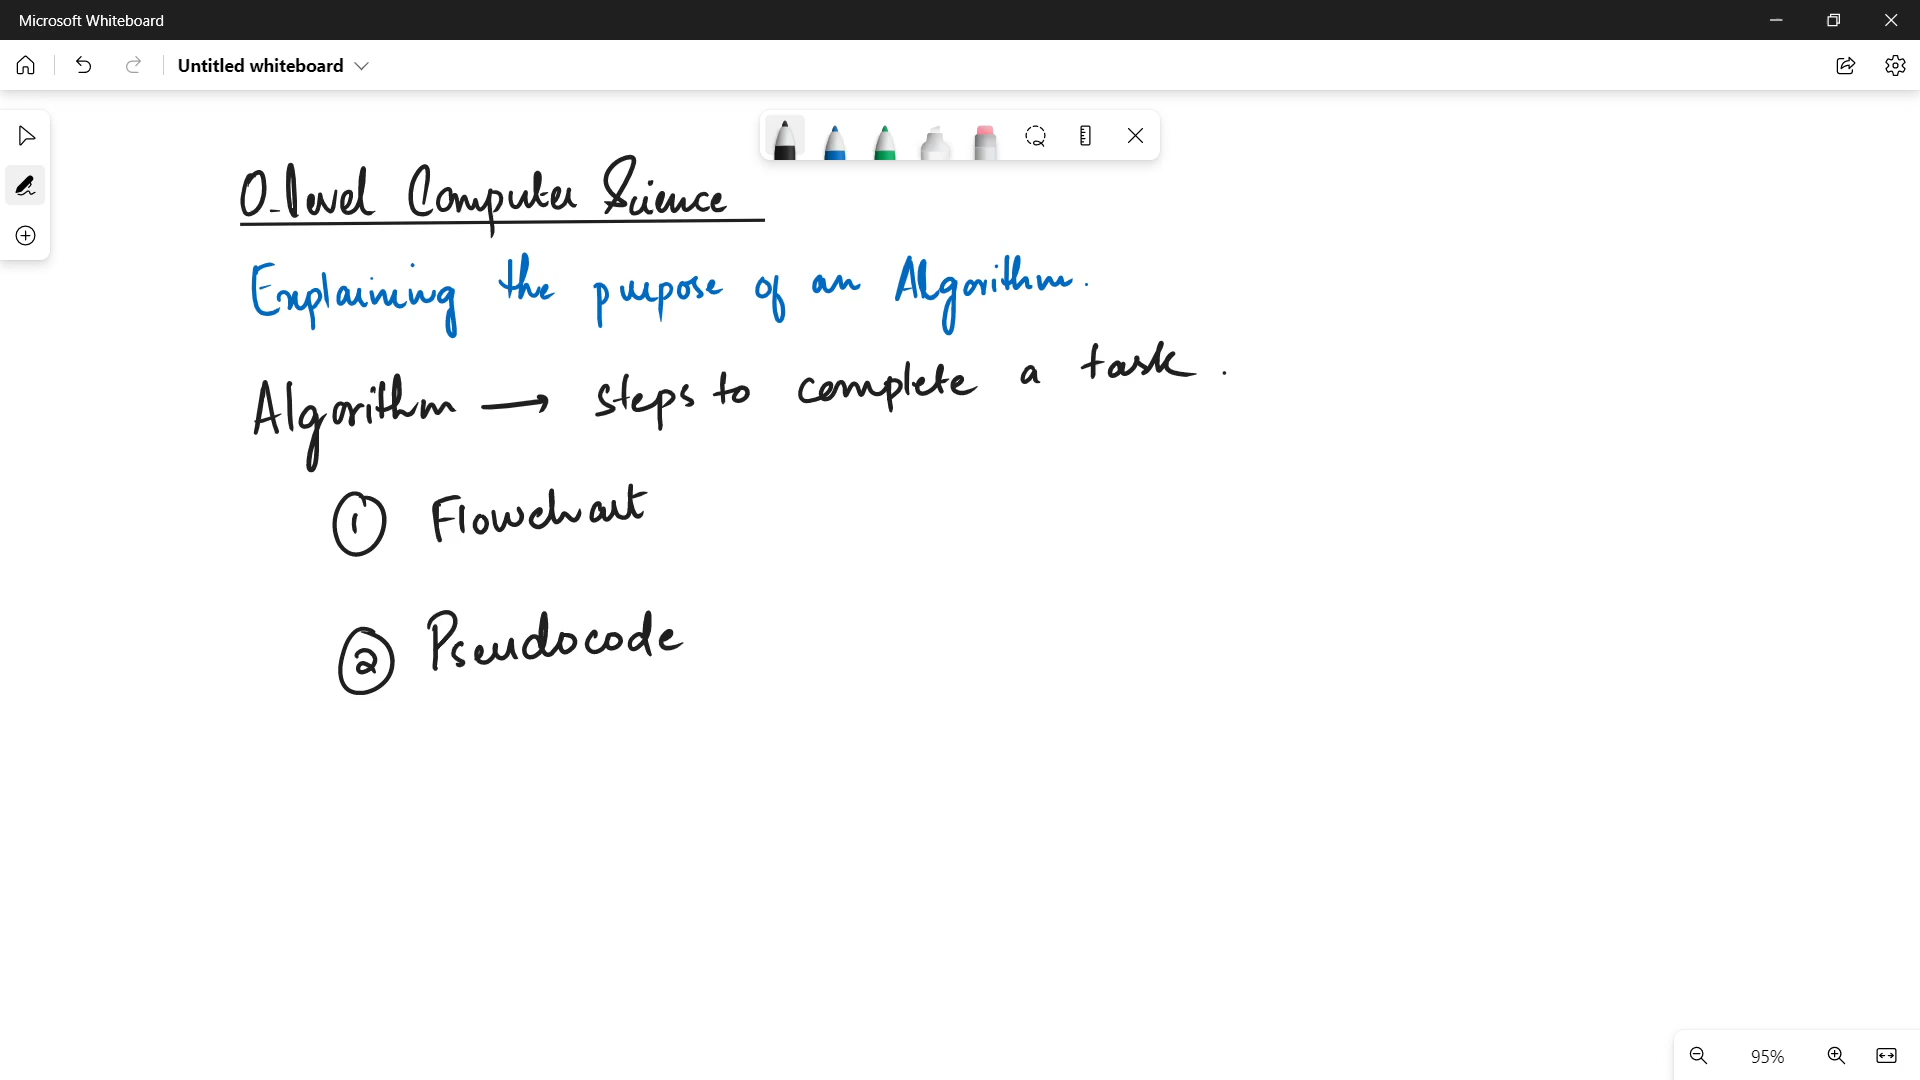 Microsoft Whiteboard
Untitled whiteboard
O-level Computer Science
Explaining the purpose of an Algorithm.
Algorithm → steps to complete a task.
① Flowchart
② Pseudocode
95%